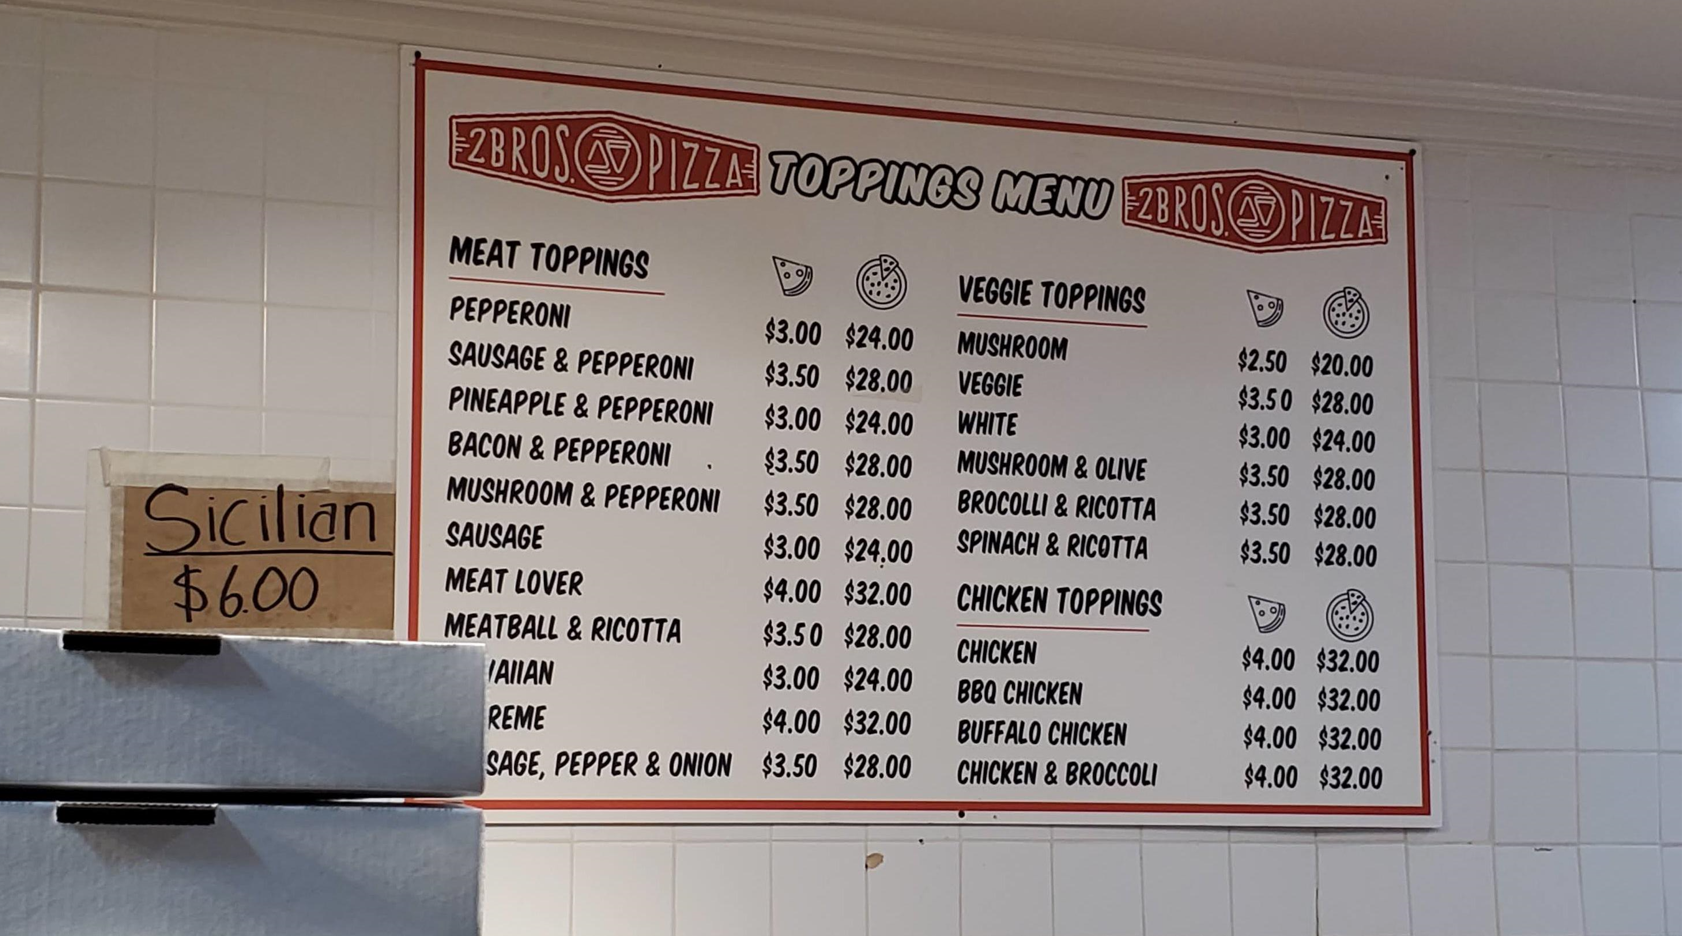 2BROS. PIZZA TOPPINGS MENU 2BROS. PIZZA
MEAT TOPPINGS
PEPPERONI $3.00 $24.00
SAUSAGE & PEPPERONI $3.50 $28.00
PINEAPPLE & PEPPERONI $3.00 $24.00
BACON & PEPPERONI $3.50 $28.00
MUSHROOM & PEPPERONI $3.50 $28.00
SAUSAGE $3.00 $24.00
MEAT LOVER $4.00 $32.00
MEATBALL & RICOTTA $3.50 $28.00
AIIAN $3.00 $24.00
REME $4.00 $32.00
SAGE, PEPPER & ONION $3.50 $28.00
VEGGIE TOPPINGS
MUSHROOM $2.50 $20.00
VEGGIE $3.50 $28.00
WHITE $3.00 $24.00
MUSHROOM & OLIVE $3.50 $28.00
BROCOLLI & RICOTTA $3.50 $28.00
SPINACH & RICOTTA $3.50 $28.00
CHICKEN TOPPINGS
CHICKEN $4.00 $32.00
BBQ CHICKEN $4.00 $32.00
BUFFALO CHICKEN $4.00 $32.00
CHICKEN & BROCCOLI $4.00 $32.00
Sicilian
$6.00